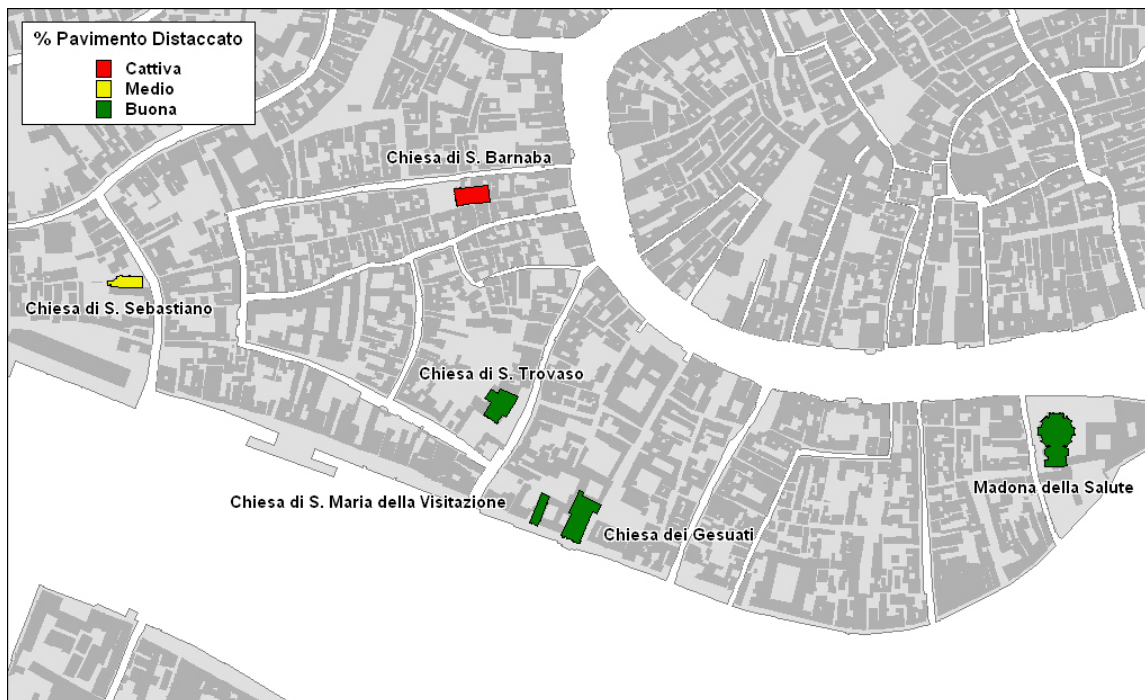 % Pavimento Distaccato
Cattiva
Medio
Buona
Chiesa di S. Barnaba
Chiesa di S. Sebastiano
Chiesa di S. Trovaso
Chiesa di S. Maria della Visitazione
Chiesa dei Gesuati
Madona della Salute